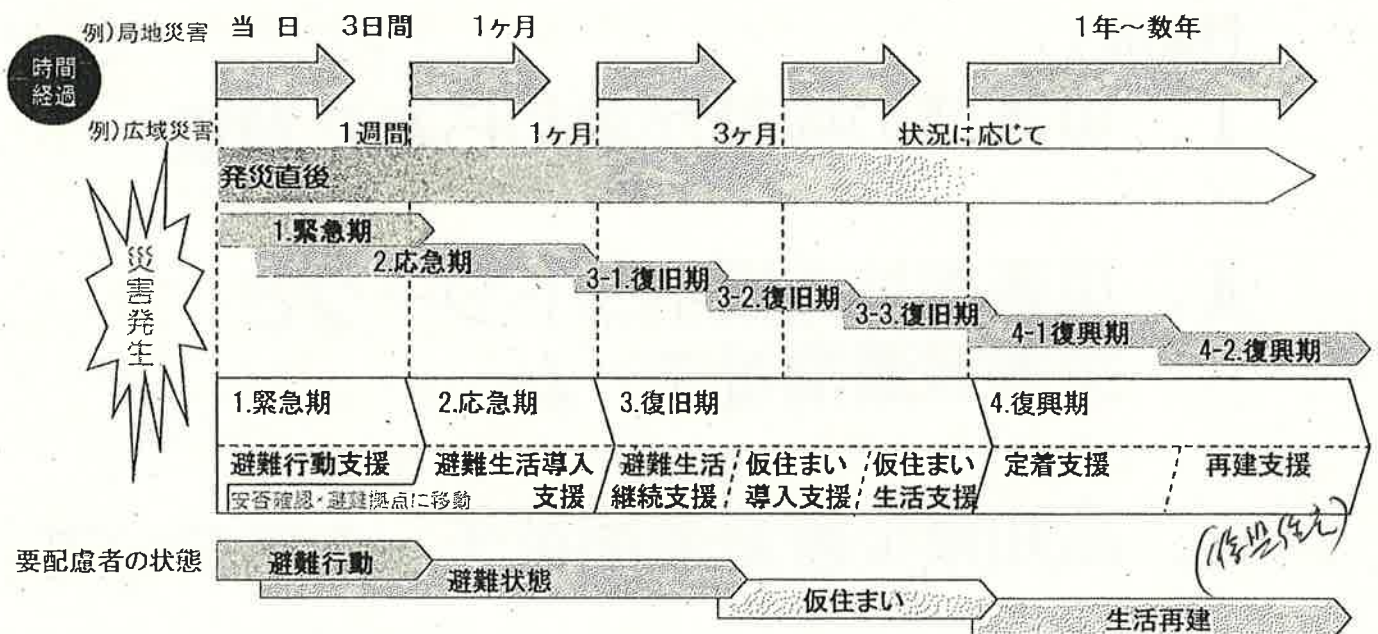 例)局地災害 当日 3日間 1ヶ月 1年～数年
時間
経過
例)広域災害 1週間 1ヶ月 3ヶ月 状況に応じて
発災直後
災害発生
1.緊急期
2.応急期
3-1.復旧期
3-2.復旧期
3-3.復旧期
4-1復興期
4-2.復興期
1.緊急期 2.応急期 3.復旧期 4.復興期
避難行動支援
安否確認・避難拠点に移動
避難生活導入
支援
避難生活
継続支援
仮住まい
導入支援
仮住まい
生活支援
定着支援
再建支援
要配慮者の状態
避難行動
避難状態
仮住まい
生活再建